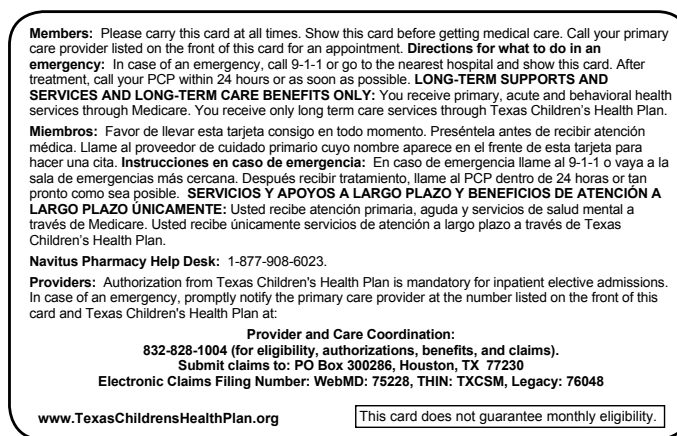 Members: Please carry this card at all times. Show this card before getting medical care. Call your primary
care provider listed on the front of this card for an appointment. Directions for what to do in an
emergency: In case of an emergency, call 9-1-1 or go to the nearest hospital and show this card. After
treatment, call your PCP within 24 hours or as soon as possible. LONG-TERM SUPPORTS AND
SERVICES AND LONG-TERM CARE BENEFITS ONLY: You receive primary, acute and behavioral health
services through Medicare. You receive only long term care services through Texas Children's Health Plan.
Miembros: Favor de llevar esta tarjeta consigo en todo momento. Preséntela antes de recibir atención
médica. Llame al proveedor de cuidado primario cuyo nombre aparece en el frente de esta tarjeta para
hacer una cita. Instrucciones en caso de emergencia: En caso de emergencia llame al 9-1-1 o vaya a la
sala de emergencias más cercana. Después recibir tratamiento, llame al PCP dentro de 24 horas or tan
pronto como sea posible. SERVICIOS Y APOYOS A LARGO PLAZO Y BENEFICIOS DE ATENCIÓN A
LARGO PLAZO ÚNICAMENTE: Usted recibe atención primaria, aguda y servicios de salud mental a
través de Medicare. Usted recibe únicamente servicios de atención a largo plazo a través de Texas
Children's Health Plan.
Navitus Pharmacy Help Desk: 1-877-908-6023.
Providers: Authorization from Texas Children's Health Plan is mandatory for inpatient elective admissions.
In case of an emergency, promptly notify the primary care provider at the number listed on the front of this
card and Texas Children's Health Plan at:
Provider and Care Coordination:
832-828-1004 (for eligibility, authorizations, benefits, and claims).
Submit claims to: PO Box 300286, Houston, TX 77230
Electronic Claims Filing Number: WebMD: 75228, THIN: TXCSM, Legacy: 76048
www.TexasChildrensHealthPlan.org
This card does not guarantee monthly eligibility.